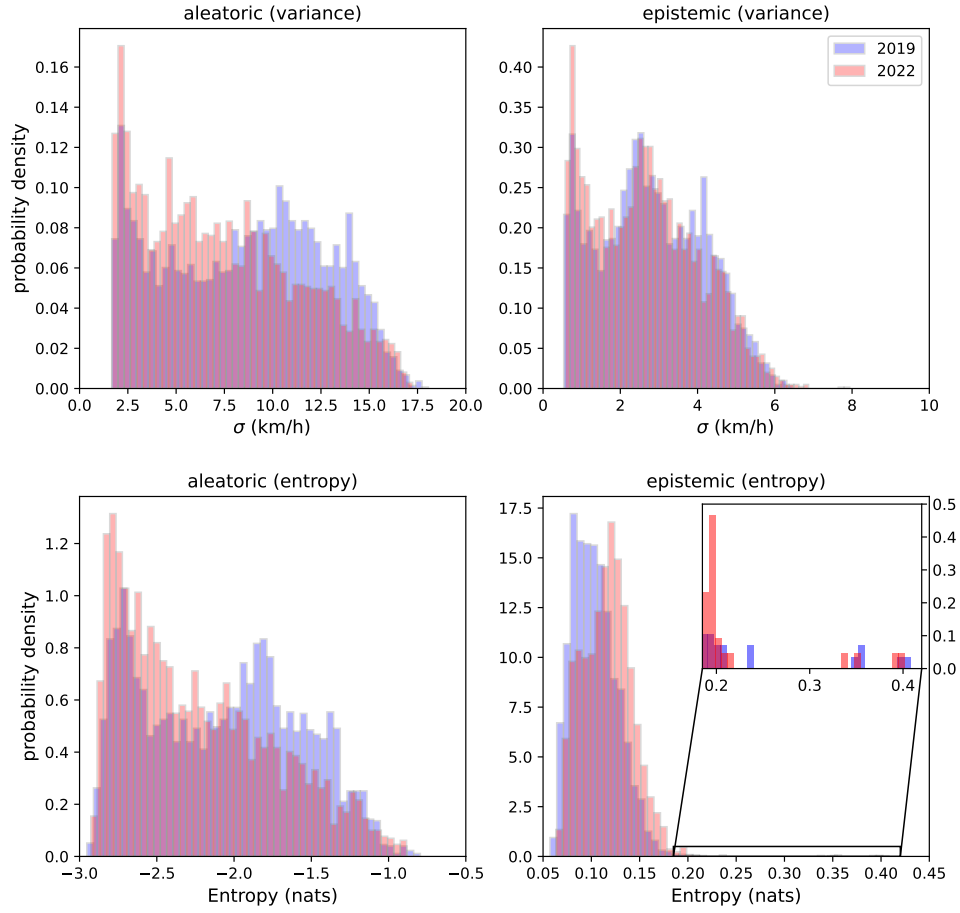 aleatoric (variance)
epistemic (variance)
0.16
0.14
0.12
0.10
0.08
0.06
0.04
0.02
0.00
probability density
0.0 2.5 5.0 7.5 10.0 12.5 15.0 17.5 20.0
σ (km/h)
2019
2022
0.40
0.35
0.30
0.25
0.20
0.15
0.10
0.05
0.00
0 2 4 6 8 10
σ (km/h)
aleatoric (entropy)
epistemic (entropy)
1.2
1.0
0.8
0.6
0.4
0.2
0.0
probability density
−3.0 −2.5 −2.0 −1.5 −1.0 −0.5
Entropy (nats)
17.5
15.0
12.5
10.0
7.5
5.0
2.5
0.0
0.5
0.4
0.3
0.2
0.1
0.0
0.2 0.3 0.4
0.05 0.10 0.15 0.20 0.25 0.30 0.35 0.40 0.45
Entropy (nats)